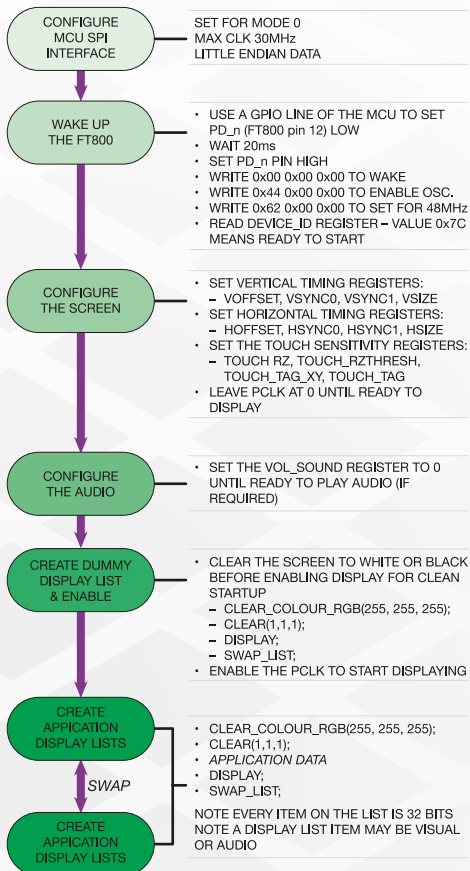 CONFIGURE
MCU SPI
INTERFACE
SET FOR MODE 0
MAX CLK 30MHz
LITTLE ENDIAN DATA
WAKE UP
THE FT800
• USE A GPIO LINE OF THE MCU TO SET
PD_n (FT800 pin 12) LOW
• WAIT 20ms
• SET PD_n PIN HIGH
• WRITE 0x00 0x00 0x00 TO WAKE
• WRITE 0x44 0x00 0x00 TO ENABLE OSC.
• WRITE 0x62 0x00 0x00 TO SET FOR 48MHz
• READ DEVICE_ID REGISTER – VALUE 0x7C
MEANS READY TO START
CONFIGURE
THE SCREEN
• SET VERTICAL TIMING REGISTERS:
– VOFFSET, VSYNC0, VSYNC1, VSIZE
• SET HORIZONTAL TIMING REGISTERS:
– HOFFSET, HSYNC0, HSYNC1, HSIZE
• SET THE TOUCH SENSITIVITY REGISTERS:
– TOUCH RZ, TOUCH_RZTHRESH,
TOUCH_TAG_XY, TOUCH_TAG
• LEAVE PCLK AT 0 UNTIL READY TO
DISPLAY
CONFIGURE
THE AUDIO
• SET THE VOL_SOUND REGISTER TO 0
UNTIL READY TO PLAY AUDIO (IF
REQUIRED)
CREATE DUMMY
DISPLAY LIST
& ENABLE
• CLEAR THE SCREEN TO WHITE OR BLACK
BEFORE ENABLING DISPLAY FOR CLEAN
STARTUP
– CLEAR_COLOUR_RGB(255, 255, 255);
– CLEAR(1,1,1);
– DISPLAY;
– SWAP_LIST;
• ENABLE THE PCLK TO START DISPLAYING
CREATE
APPICATION
DISPLAY LISTS
SWAP
CREATE
APPICATION
DISPLAY LISTS
• CLEAR_COLOUR_RGB(255, 255, 255);
• CLEAR(1,1,1);
• APPLICATION DATA
• DISPLAY;
• SWAP_LIST;
NOTE EVERY ITEM ON THE LIST IS 32 BITS
NOTE A DISPLAY LIST ITEM MAY BE VISUAL
OR AUDIO